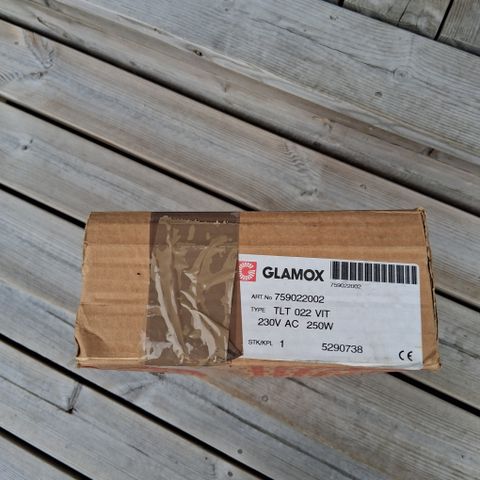 GLAMOX
759022002
ART.No 759022002
TYPE TLT 022 VIT
230V AC 250W
STK/KPL 1 5290738
CE